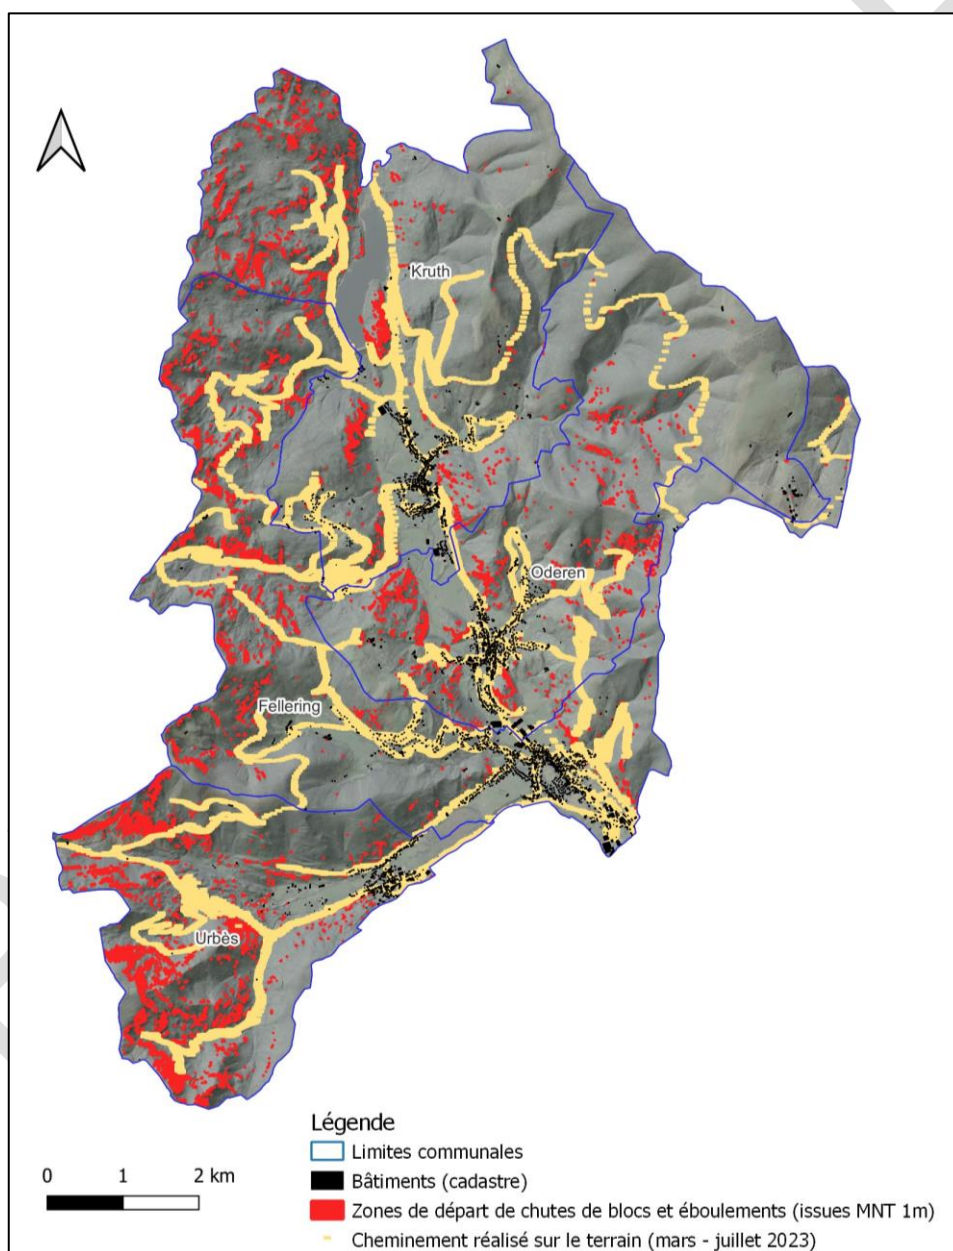 Kruth
Oderen
Fellering
Urbès
Légende
Limites communales
0 1 2 km
Bâtiments (cadastre)
Zones de départ de chutes de blocs et éboulements (issues MNT 1m)
Cheminement réalisé sur le terrain (mars - juillet 2023)